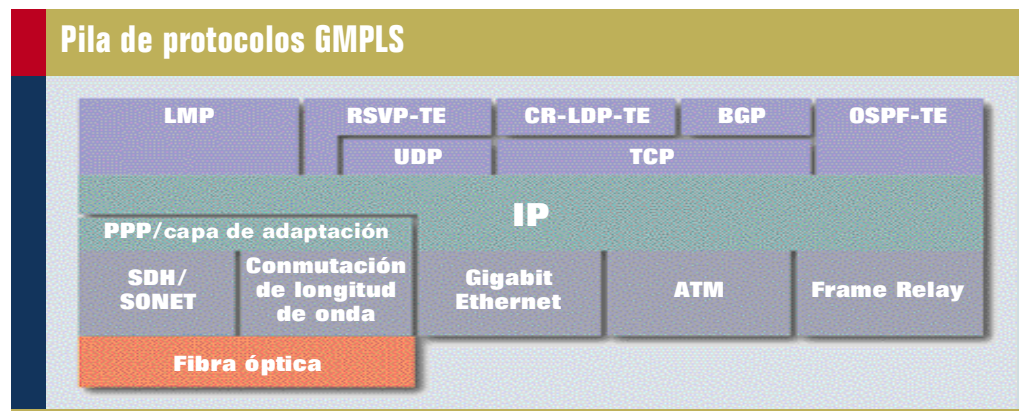 Pila de protocolos GMPLS
LMP
RSVP-TE
CR-LDP-TE
BGP
OSPF-TE
UDP
TCP
IP
PPP/capa de adaptación
SDH/
SONET
Conmutación
de longitud
de onda
Gigabit
Ethernet
ATM
Frame Relay
Fibra óptica